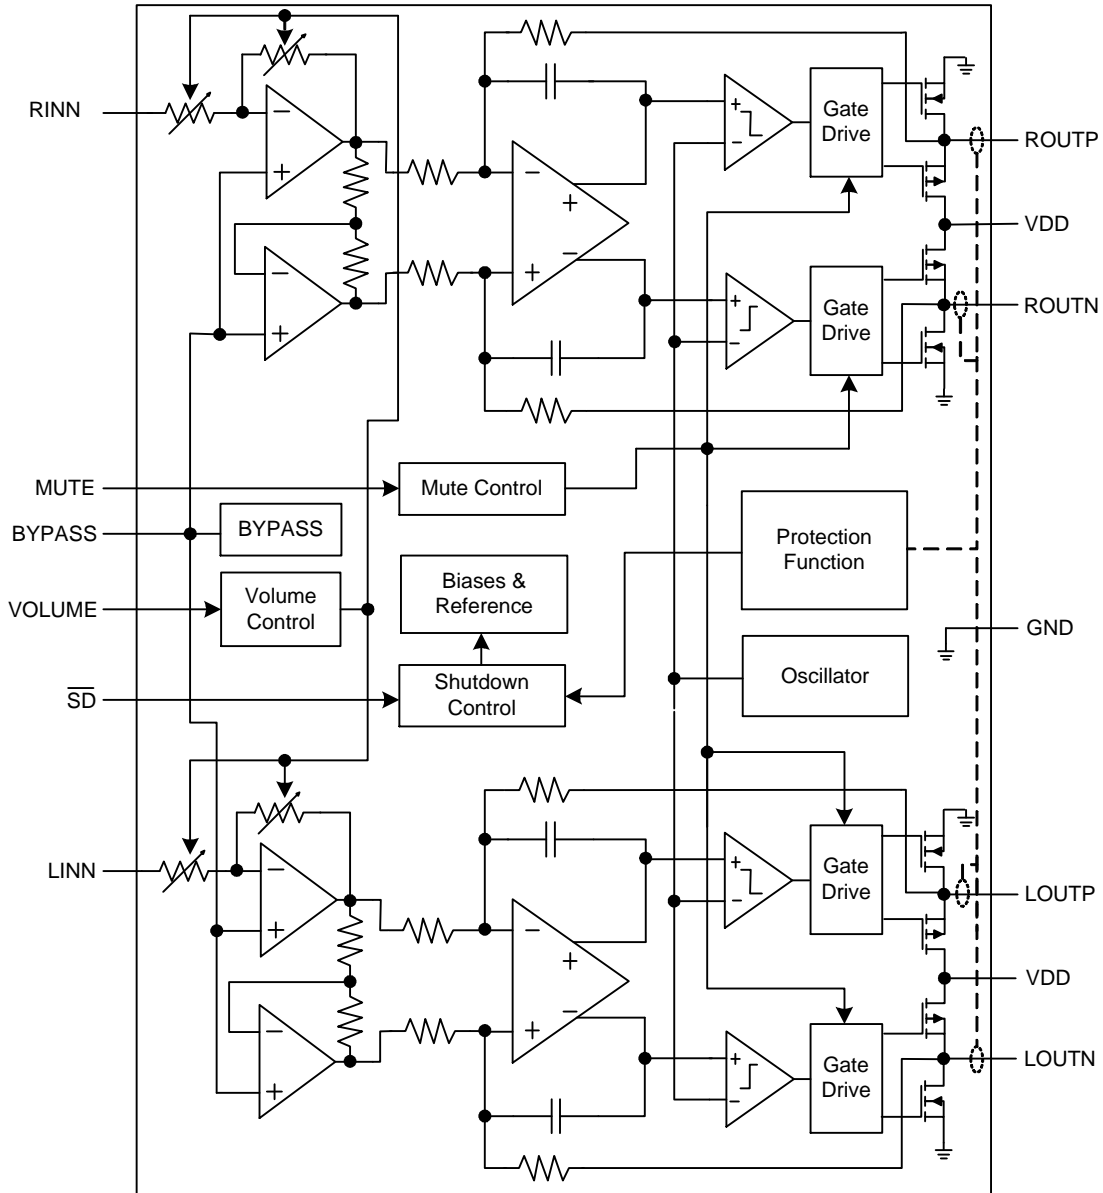 RINN
Gate
Drive
ROUTP
VDD
Gate
Drive
ROUTN
MUTE
Mute Control
BYPASS
BYPASS
Protection
Function
VOLUME
Volume
Control
Biases &
Reference
GND
SD
Shutdown
Control
Oscillator
LINN
Gate
Drive
LOUTP
VDD
Gate
Drive
LOUTN